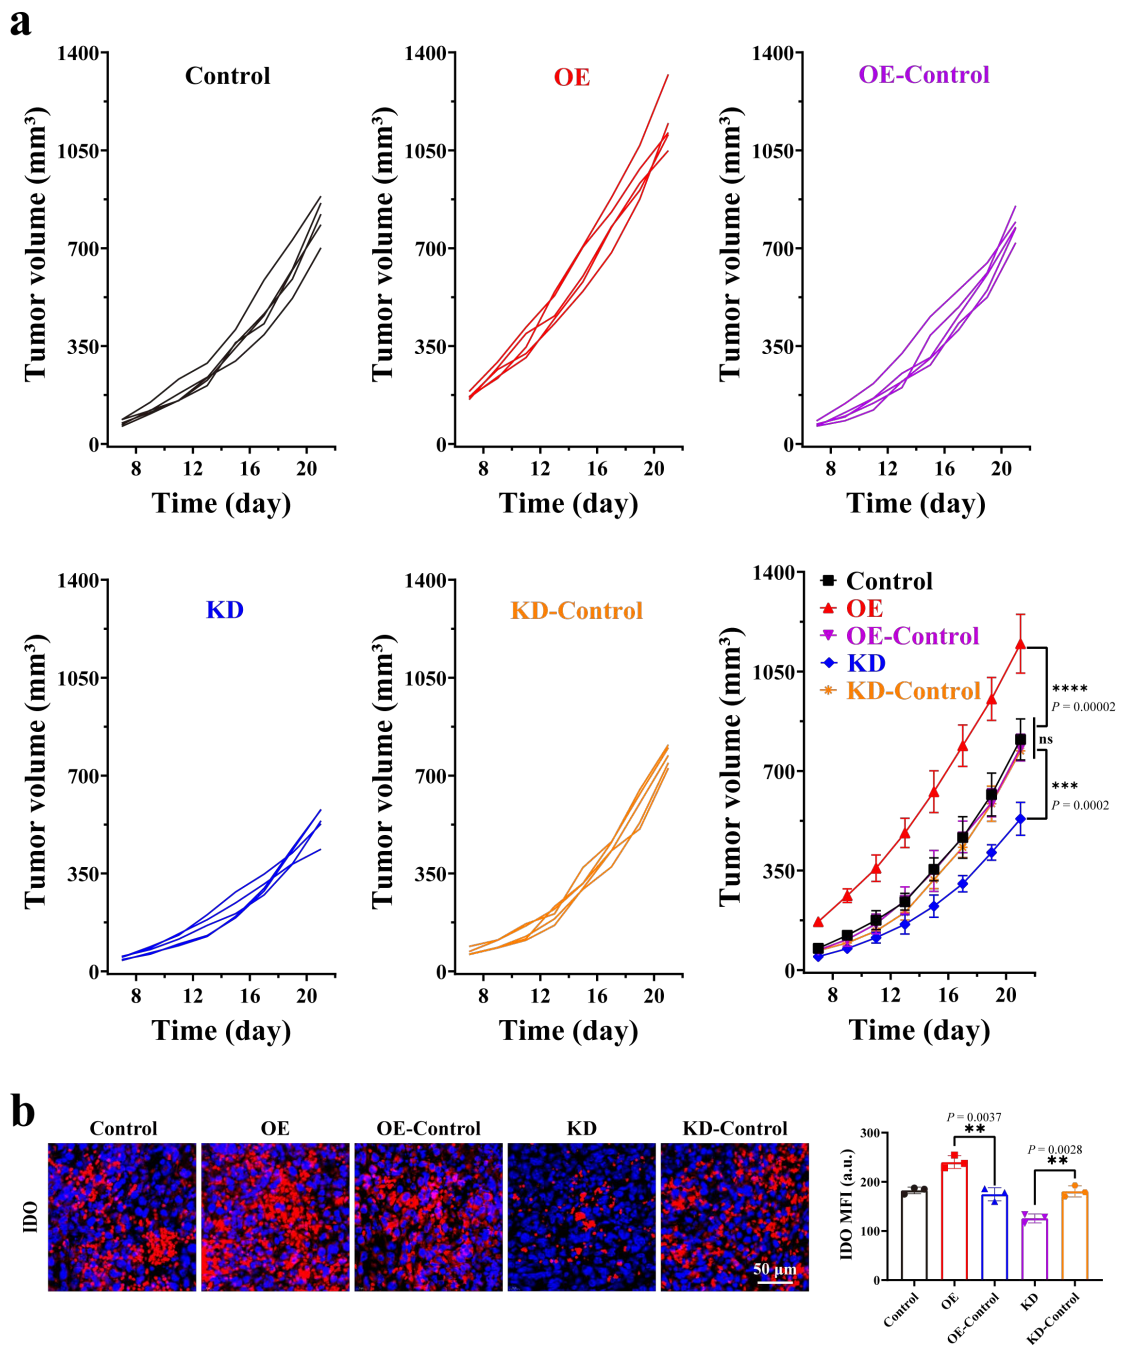 a
Control
Tumor volume (mm³)
1400
1050
700
350
0
8 12 16 20
Time (day)
OE
Tumor volume (mm³)
1400
1050
700
350
0
8 12 16 20
Time (day)
OE-Control
Tumor volume (mm³)
1400
1050
700
350
0
8 12 16 20
Time (day)
KD
Tumor volume (mm³)
1400
1050
700
350
0
8 12 16 20
Time (day)
KD-Control
Tumor volume (mm³)
1400
1050
700
350
0
8 12 16 20
Time (day)
Control
OE
OE-Control
KD
KD-Control
Tumor volume (mm³)
1400
1050
700
350
0
8 12 16 20
Time (day)
****
P = 0.00002
ns
***
P = 0.0002
b
Control OE OE-Control KD KD-Control
IDO
50 μm
IDO MFI (a.u.)
300
200
100
0
P = 0.0037
**
P = 0.0028
**
Control
OE
OE-Control
KD
KD-Control